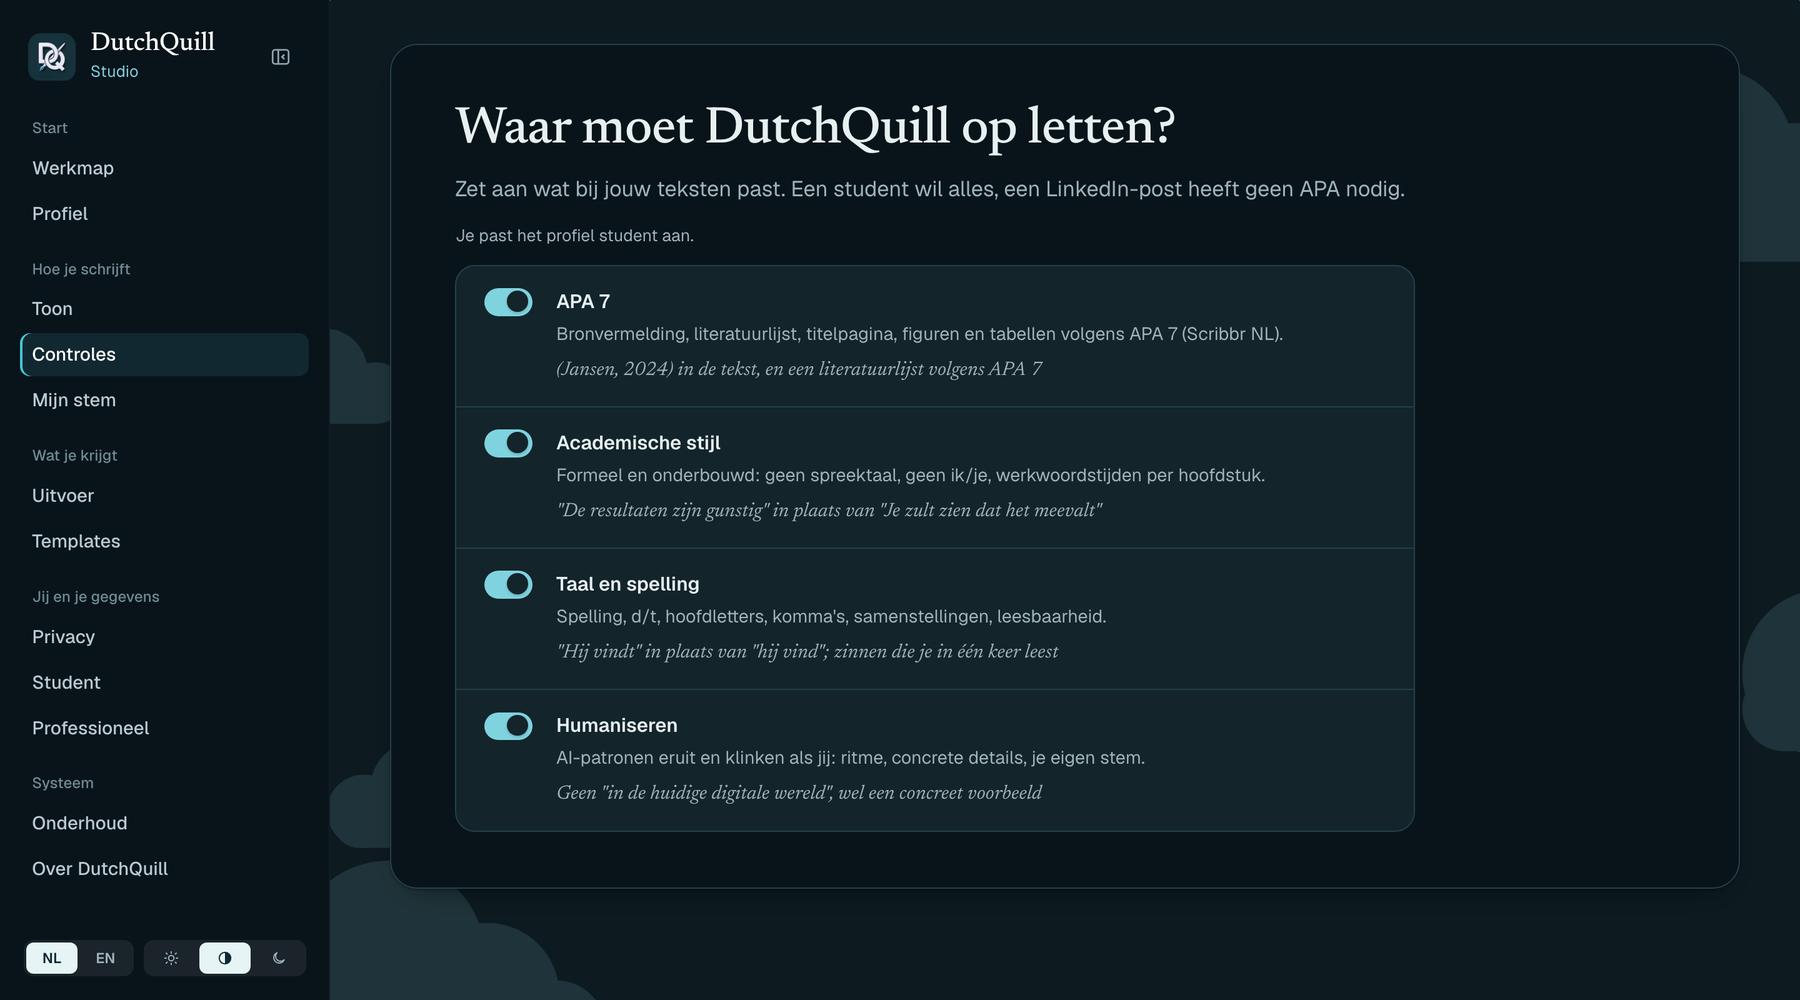 DutchQuill
Studio
Start
Werkmap
Profiel
Hoe je schrijft
Toon
Controles
Mijn stem
Wat je krijgt
Uitvoer
Templates
Jij en je gegevens
Privacy
Student
Professioneel
Systeem
Onderhoud
Over DutchQuill
NL
EN
Waar moet DutchQuill op letten?
Zet aan wat bij jouw teksten past. Een student wil alles, een LinkedIn-post heeft geen APA nodig.
Je past het profiel student aan.
APA 7
Bronvermelding, literatuurlijst, titelpagina, figuren en tabellen volgens APA 7 (Scribbr NL).
(Jansen, 2024) in de tekst, en een literatuurlijst volgens APA 7
Academische stijl
Formeel en onderbouwd: geen spreektaal, geen ik/je, werkwoordstijden per hoofdstuk.
"De resultaten zijn gunstig" in plaats van "Je zult zien dat het meevalt"
Taal en spelling
Spelling, d/t, hoofdletters, komma's, samenstellingen, leesbaarheid.
"Hij vindt" in plaats van "hij vind"; zinnen die je in één keer leest
Humaniseren
AI-patronen eruit en klinken als jij: ritme, concrete details, je eigen stem.
Geen "in de huidige digitale wereld", wel een concreet voorbeeld